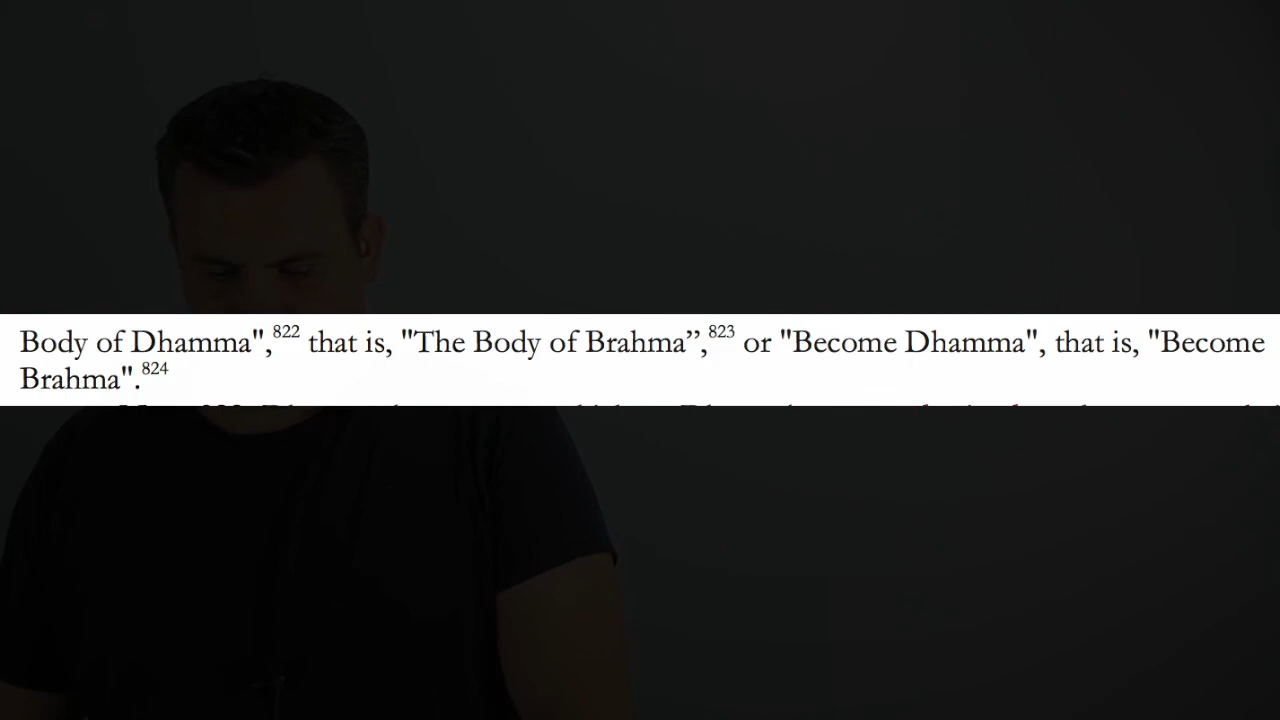 Body of Dhamma",822 that is, "The Body of Brahma”,823 or "Become Dhamma", that is, "Become
Brahma".824